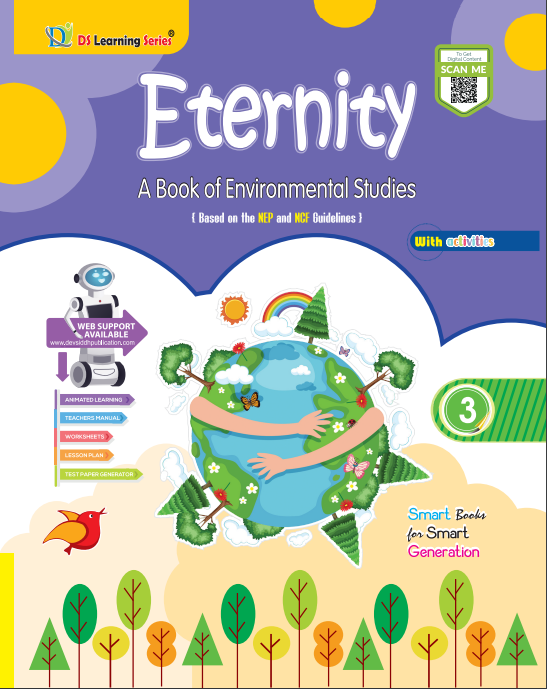 DS Learning Series®
To Get
Digital Content
SCAN ME
Eternity
A Book of Environmental Studies
{ Based on the NEP and NCF Guidelines }
With activities
WEB SUPPORT
AVAILABLE
www.devsiddhpublication.com
ANIMATED LEARNING
TEACHERS MANUAL
WORKSHEETS
LESSON PLAN
TEST PAPER GENERATOR
3
Smart Books
for Smart
Generation